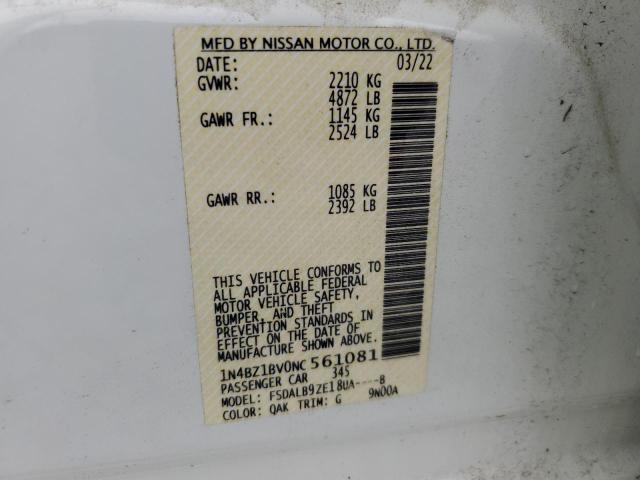 MFD BY NISSAN MOTOR CO., LTD.
DATE: 03/22
GVWR: 2210 KG
4872 LB
GAWR FR.: 1145 KG
2524 LB
GAWR RR.: 1085 KG
2392 LB
THIS VEHICLE CONFORMS TO
ALL APPLICABLE FEDERAL
MOTOR VEHICLE SAFETY,
BUMPER, AND THEFT
PREVENTION STANDARDS IN
EFFECT ON THE DATE OF
MANUFACTURE SHOWN ABOVE.
1N4BZ1BV0NC561081
PASSENGER CAR 345
MODEL: FSDALB9ZE18UA----B
COLOR: QAK TRIM: G 9N00A